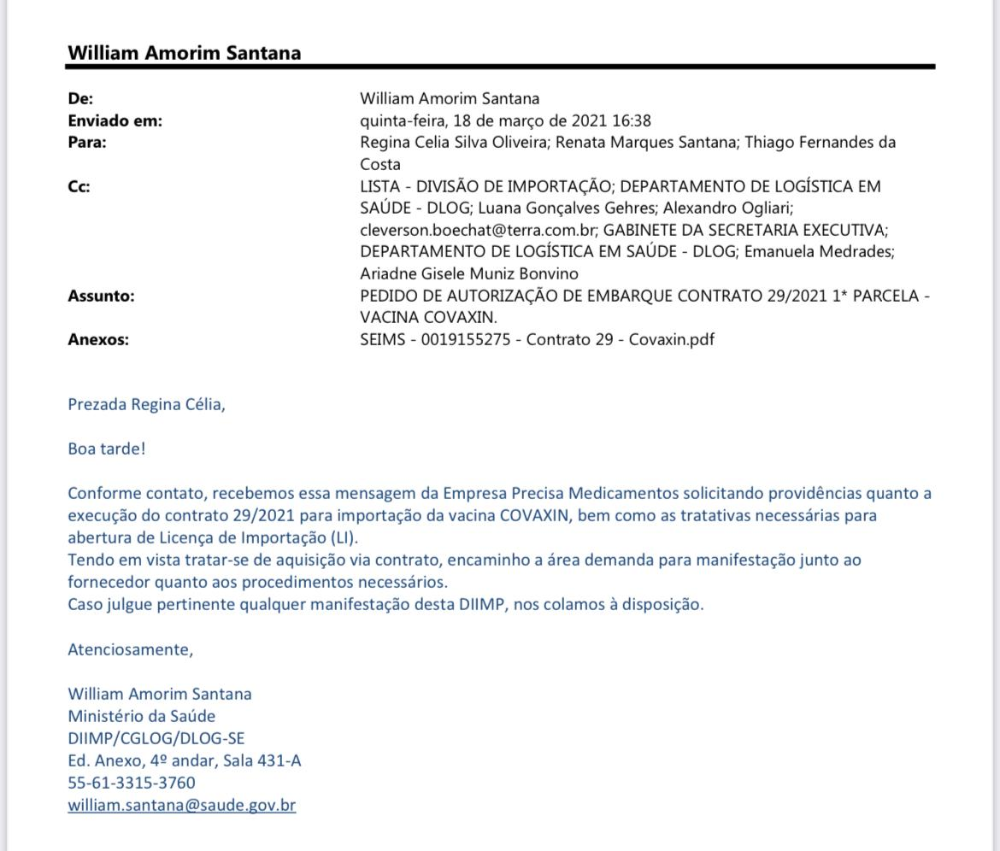 William Amorim Santana
De: William Amorim Santana
Enviado em: quinta-feira, 18 de março de 2021 16:38
Para: Regina Celia Silva Oliveira; Renata Marques Santana; Thiago Fernandes da
Costa
Cc: LISTA - DIVISÃO DE IMPORTAÇÃO; DEPARTAMENTO DE LOGÍSTICA EM
SAÚDE - DLOG; Luana Gonçalves Gehres; Alexandro Ogliari;
cleverson.boechat@terra.com.br; GABINETE DA SECRETARIA EXECUTIVA;
DEPARTAMENTO DE LOGÍSTICA EM SAÚDE - DLOG; Emanuela Medrades;
Ariadne Gisele Muniz Bonvino
Assunto: PEDIDO DE AUTORIZAÇÃO DE EMBARQUE CONTRATO 29/2021 1* PARCELA -
VACINA COVAXIN.
Anexos: SEIMS - 0019155275 - Contrato 29 - Covaxin.pdf
Prezada Regina Célia,
Boa tarde!
Conforme contato, recebemos essa mensagem da Empresa Precisa Medicamentos solicitando providências quanto a
execução do contrato 29/2021 para importação da vacina COVAXIN, bem como as tratativas necessárias para
abertura de Licença de Importação (LI).
Tendo em vista tratar-se de aquisição via contrato, encaminho a área demanda para manifestação junto ao
fornecedor quanto aos procedimentos necessários.
Caso julgue pertinente qualquer manifestação desta DIIMP, nos colamos à disposição.
Atenciosamente,
William Amorim Santana
Ministério da Saúde
DIIMP/CGLOG/DLOG-SE
Ed. Anexo, 4º andar, Sala 431-A
55-61-3315-3760
william.santana@saude.gov.br